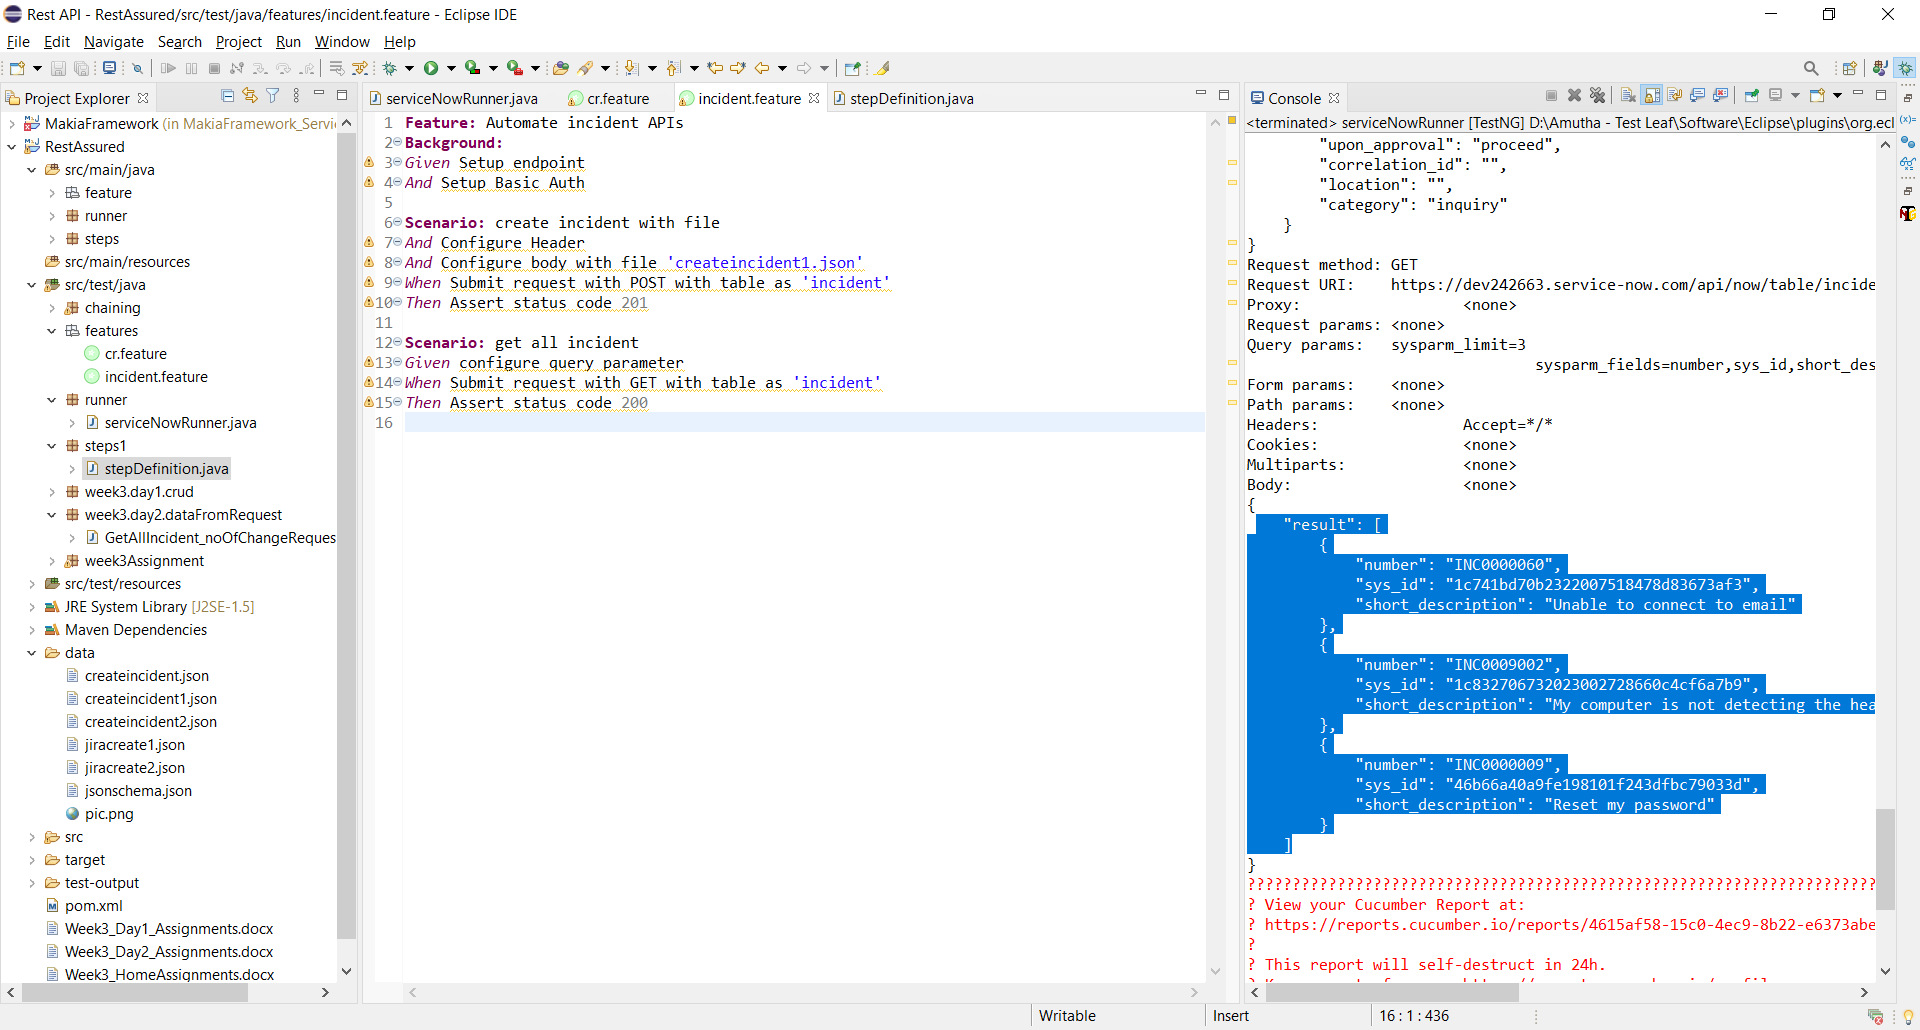 Rest API - RestAssured/src/test/java/features/incident.feature - Eclipse IDE
File Edit Navigate Search Project Run Window Help
Project Explorer
MakiaFramework (in MakiaFramework_Servi
RestAssured
src/main/java
feature
runner
steps
src/main/resources
src/test/java
chaining
features
cr.feature
incident.feature
runner
serviceNowRunner.java
steps1
stepDefinition.java
week3.day1.crud
week3.day2.dataFromRequest
GetAllIncident_noOfChangeReques
week3Assignment
src/test/resources
JRE System Library [J2SE-1.5]
Maven Dependencies
data
createincident.json
createincident1.json
createincident2.json
jiracreate1.json
jiracreate2.json
jsonschema.json
pic.png
src
target
test-output
pom.xml
Week3_Day1_Assignments.docx
Week3_Day2_Assignments.docx
Week3_HomeAssignments.docx
serviceNowRunner.java cr.feature incident.feature stepDefinition.java
1 Feature: Automate incident APIs
2 Background:
3 Given Setup endpoint
4 And Setup Basic Auth
5
6 Scenario: create incident with file
7 And Configure Header
8 And Configure body with file 'createincident1.json'
9 When Submit request with POST with table as 'incident'
10 Then Assert status code 201
11
12 Scenario: get all incident
13 Given configure query parameter
14 When Submit request with GET with table as 'incident'
15 Then Assert status code 200
16
Console
<terminated> serviceNowRunner [TestNG] D:\Amutha - Test Leaf\Software\Eclipse\plugins\org.ecl
"upon_approval": "proceed",
"correlation_id": "",
"location": "",
"category": "inquiry"
}
}
Request method: GET
Request URI: https://dev242663.service-now.com/api/now/table/incide
Proxy: <none>
Request params: <none>
Query params: sysparm_limit=3
sysparm_fields=number,sys_id,short_des
Form params: <none>
Path params: <none>
Headers: Accept=*/*
Cookies: <none>
Multiparts: <none>
Body: <none>
{
"result": [
{
"number": "INC0000060",
"sys_id": "1c741bd70b2322007518478d83673af3",
"short_description": "Unable to connect to email"
},
{
"number": "INC0009002",
"sys_id": "1c832706732023002728660c4cf6a7b9",
"short_description": "My computer is not detecting the hea
},
{
"number": "INC0000009",
"sys_id": "46b66a40a9fe198101f243dfbc79033d",
"short_description": "Reset my password"
}
]
}
??????????????????????????????????????????????????????????????????????
? View your Cucumber Report at:
? https://reports.cucumber.io/reports/4615af58-15c0-4ec9-8b22-e6373abe
?
? This report will self-destruct in 24h.
Writable Insert 16 : 1 : 436